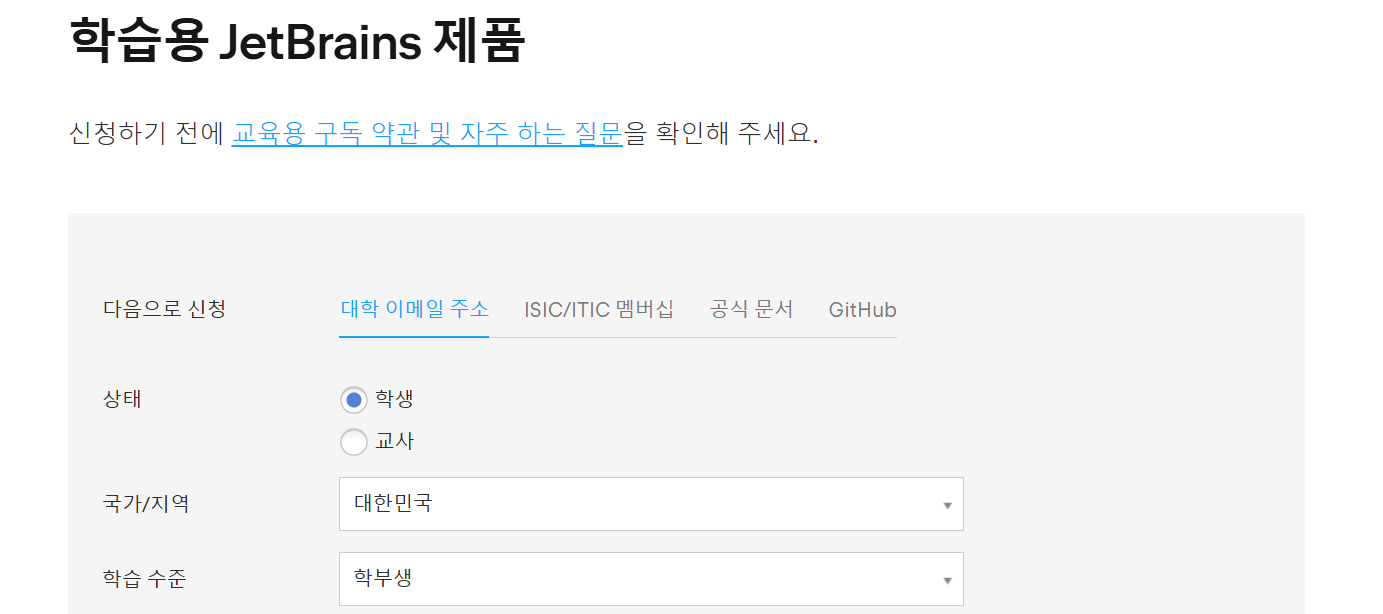 학습용 JetBrains 제품
신청하기 전에 교육용 구독 약관 및 자주 하는 질문을 확인해 주세요.
다음으로 신청 대학 이메일 주소 ISIC/ITIC 멤버십 공식 문서 GitHub
상태 학생
교사
국가/지역 대한민국
학습 수준 학부생